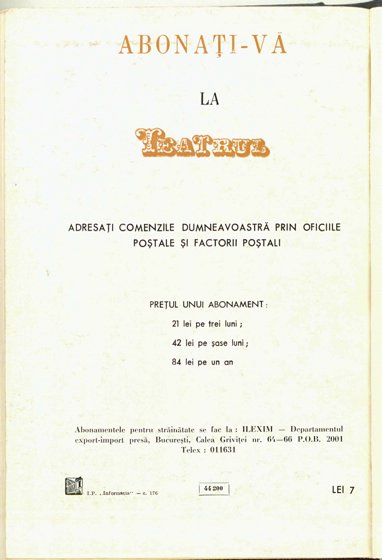 ABONAȚI-VĂ
LA
TEATRUL
ADRESAȚI COMENZILE DUMNEAVOASTRĂ PRIN OFICIILE
POȘTALE ȘI FACTORII POȘTALI
PREȚUL UNUI ABONAMENT:
21 lei pe trei luni;
42 lei pe șase luni;
84 lei pe un an
Abonamentele pentru străinătate se fac la: ILEXIM — Departamentul
export-import presă, București, Calea Griviței nr. 64—66 P.O.B. 2001
Telex: 011631
I.P. „Informația" — c. 176
44200
LEI 7